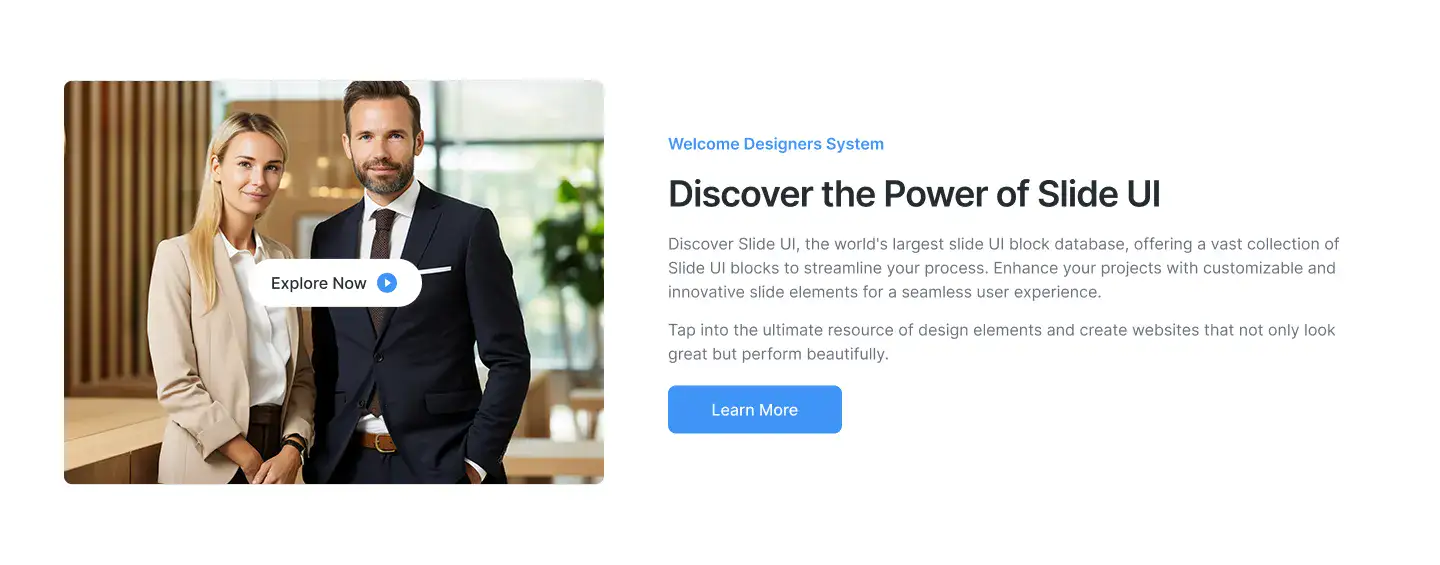 Explore Now
Welcome Designers System
Discover the Power of Slide UI
Discover Slide UI, the world's largest slide UI block database, offering a vast collection of
Slide UI blocks to streamline your process. Enhance your projects with customizable and
innovative slide elements for a seamless user experience.
Tap into the ultimate resource of design elements and create websites that not only look
great but perform beautifully.
Learn More